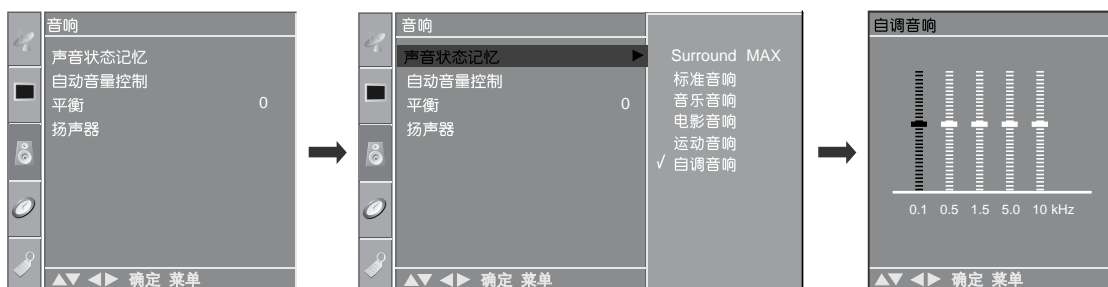 音响
声音状态记忆
自动音量控制
平衡 0
扬声器
▲▼ ◀▶ 确定 菜单
音响
声音状态记忆 ▶
自动音量控制
平衡 0
扬声器
▲▼ ◀▶ 确定 菜单
Surround MAX
标准音响
音乐音响
电影音响
运动音响
√ 自调音响
自调音响
0.1 0.5 1.5 5.0 10 kHz
▲▼ ◀▶ 确定 菜单